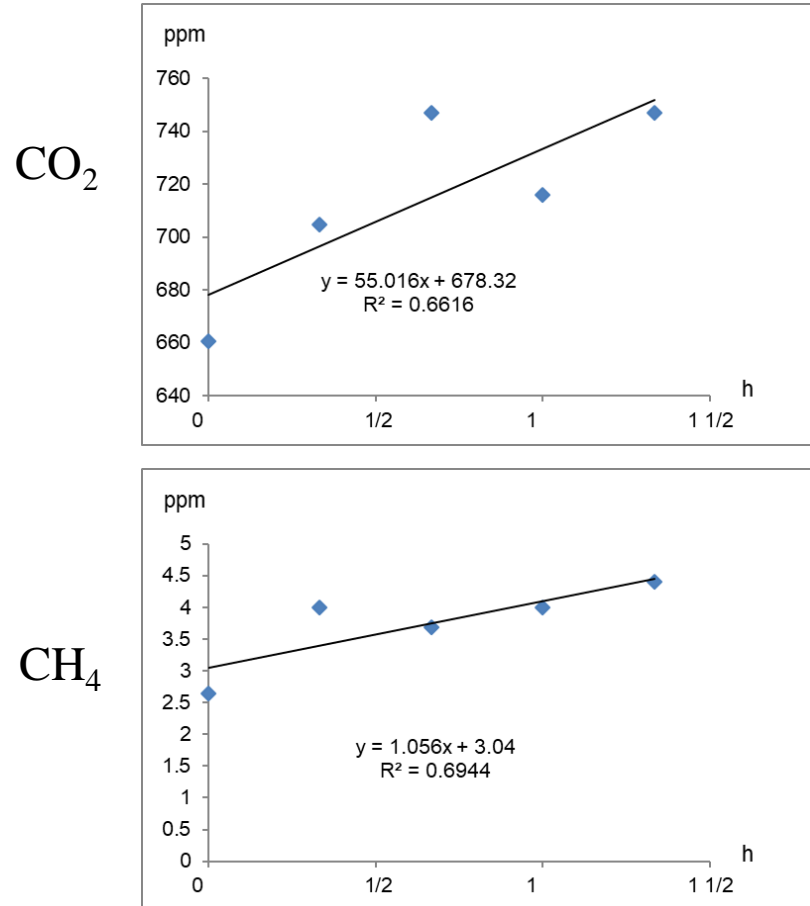 ppm
CO₂
760
740
720
700
680
660
640
y = 55.016x + 678.32
R² = 0.6616
h
0 1/2 1 1 1/2
ppm
CH₄
5
4.5
4
3.5
3
2.5
2
1.5
1
0.5
0
y = 1.056x + 3.04
R² = 0.6944
h
0 1/2 1 1 1/2